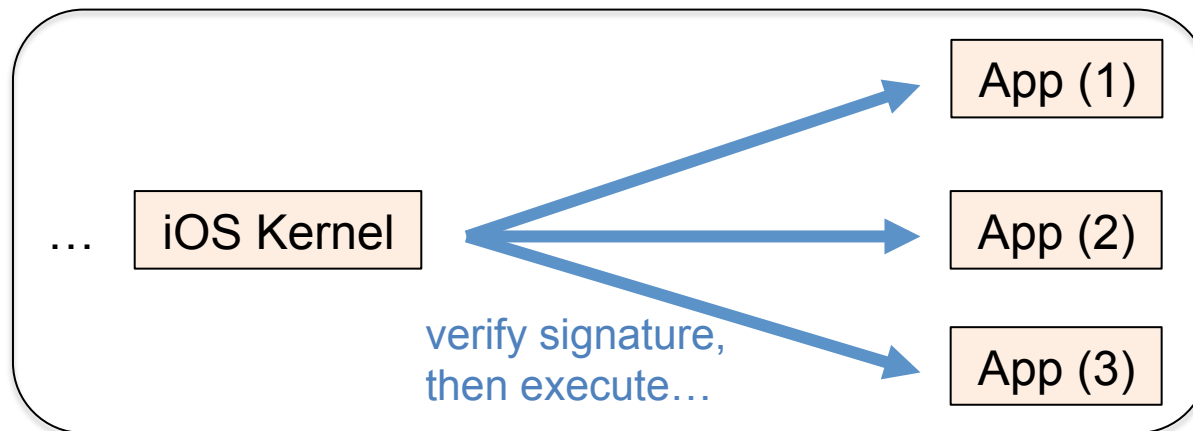 App (1)
… iOS Kernel
App (2)
verify signature,
then execute…
App (3)